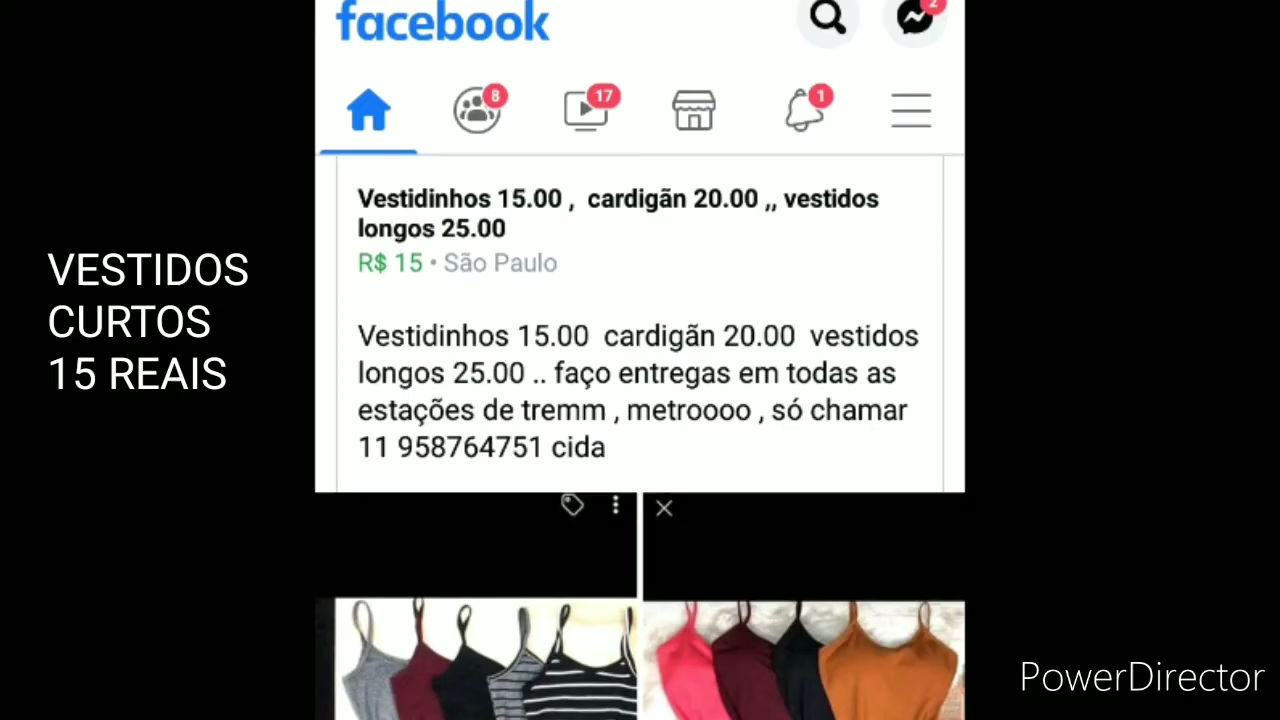 facebook
2
8
17
1
Vestidinhos 15.00 , cardigãn 20.00 ,, vestidos
longos 25.00
R$ 15 • São Paulo
Vestidinhos 15.00 cardigãn 20.00 vestidos
longos 25.00 .. faço entregas em todas as
estações de tremm , metroooo , só chamar
11 958764751 cida
VESTIDOS
CURTOS
15 REAIS
PowerDirector